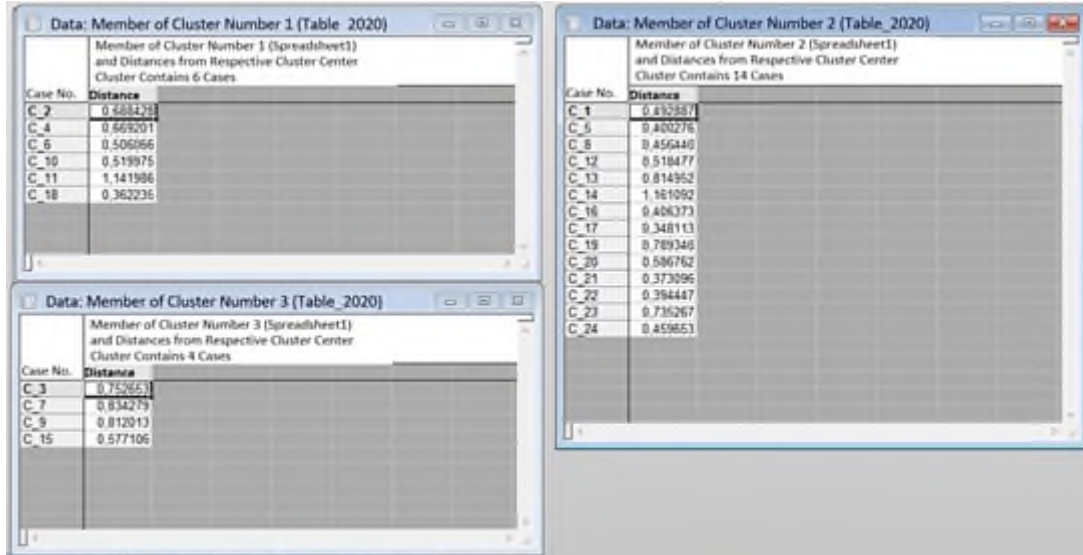 Data: Member of Cluster Number 1 (Table_2020)
Member of Cluster Number 1 (Spreadsheet1)
and Distances from Respective Cluster Center
Cluster Contains 6 Cases
Case No. Distance
C_2 0,688428
C_4 0,669201
C_6 0,506066
C_10 0,519975
C_11 1,141986
C_18 0,362235
Data: Member of Cluster Number 3 (Table_2020)
Member of Cluster Number 3 (Spreadsheet1)
and Distances from Respective Cluster Center
Cluster Contains 4 Cases
Case No. Distance
C_3 0,752653
C_7 0,834279
C_9 0,812013
C_15 0,577106
Data: Member of Cluster Number 2 (Table_2020)
Member of Cluster Number 2 (Spreadsheet1)
and Distances from Respective Cluster Center
Cluster Contains 14 Cases
Case No. Distance
C_1 0,492887
C_5 0,400276
C_8 0,456446
C_12 0,518477
C_13 0,814952
C_14 1,161092
C_16 0,406373
C_17 0,348113
C_19 0,789346
C_20 0,586762
C_21 0,373096
C_22 0,394447
C_23 0,735267
C_24 0,459653